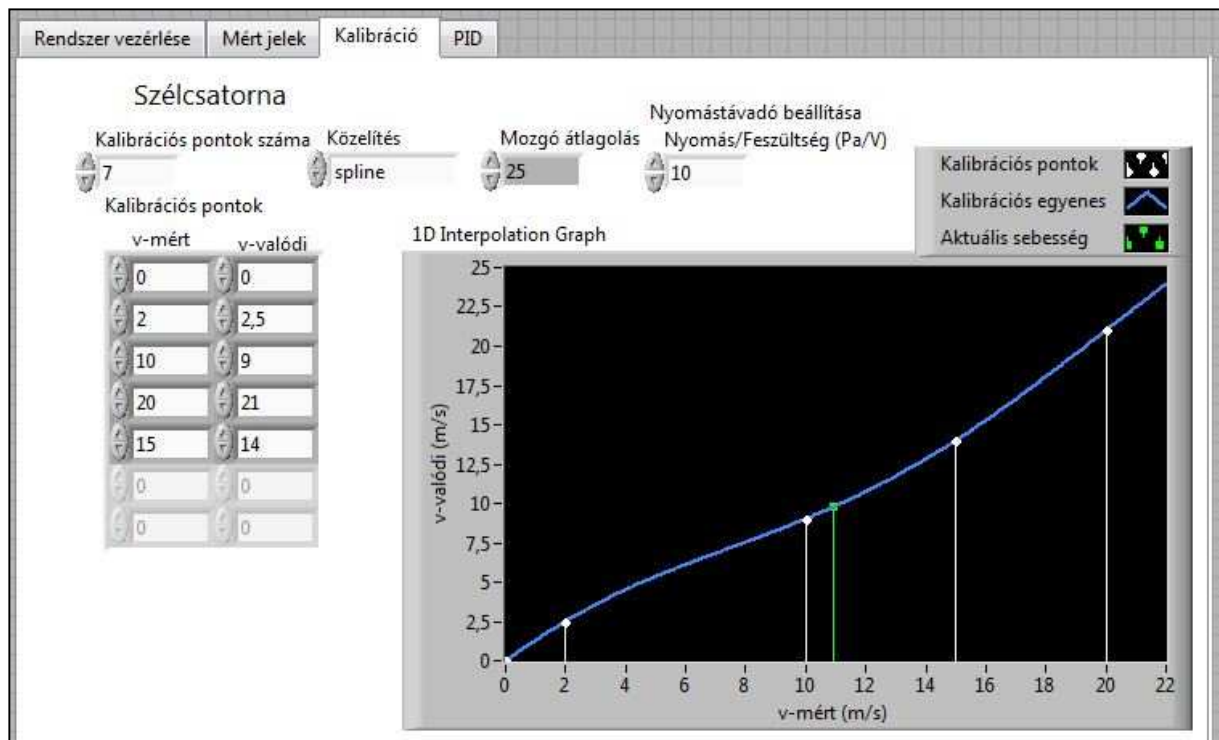 Rendszer vezérlése Mért jelek Kalibráció PID
Szélcsatorna
Nyomástávadó beállítása
Kalibrációs pontok száma Közelítés Mozgó átlagolás Nyomás/Feszültség (Pa/V)
7 spline 25 10
Kalibrációs pontok
v-mért v-valódi
0 0
2 2,5
10 9
20 21
15 14
0 0
0 0
Kalibrációs pontok
Kalibrációs egyenes
Aktuális sebesség
1D Interpolation Graph
25
22,5
20
17,5
15
12,5
10
7,5
5
2,5
0
v-valódi (m/s)
0 2 4 6 8 10 12 14 16 18 20 22
v-mért (m/s)